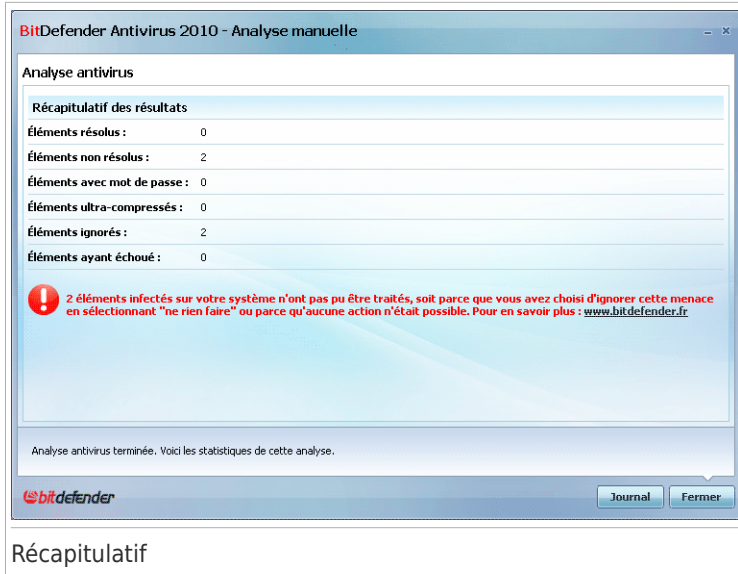 BitDefender Antivirus 2010 - Analyse manuelle
Analyse antivirus
Récapitulatif des résultats
Éléments résolus : 0
Éléments non résolus : 2
Éléments avec mot de passe : 0
Éléments ultra-compressés : 0
Éléments ignorés : 2
Éléments ayant échoué : 0
2 éléments infectés sur votre système n'ont pas pu être traités, soit parce que vous avez choisi d'ignorer cette menace
en sélectionnant "ne rien faire" ou parce qu'aucune action n'était possible. Pour en savoir plus : www.bitdefender.fr
Analyse antivirus terminée. Voici les statistiques de cette analyse.
bitdefender
Journal Fermer
Récapitulatif